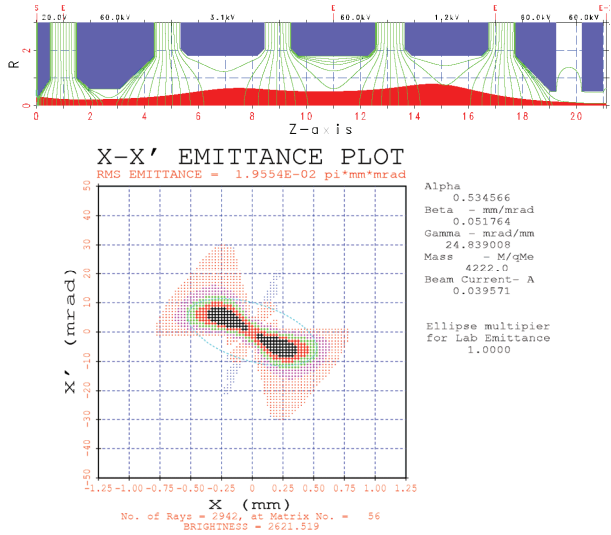 S E E E E-1
20.0V 60.0kV 3.1kV 60.0kV 1.2kV 80.0kV 60.0kV
R
2
0
0 2 4 6 8 10 12 14 16 18 20
Z-axis
X-X' EMITTANCE PLOT
RMS EMITTANCE = 1.9554E-02 pi*mm*mrad
Alpha
0.534566
Beta - mm/mrad
0.051764
Gamma - mrad/mm
24.839008
Mass - M/qMe
4222.0
Beam Current- A
0.039571
Ellipse multiplier
for Lab Emittance
1.0000
X' (mrad)
50
40
30
20
10
0
-10
-20
-30
-40
-50
-1.25 -1.00 -0.75 -0.50 -0.25 0 0.25 0.50 0.75 1.00 1.25
X (mm)
No. of Rays = 2942, at Matrix No. = 56
BRIGHTNESS = 2621.519